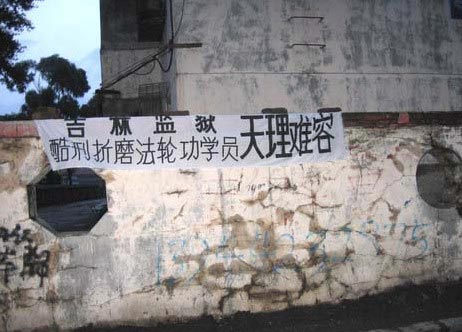 吉林监狱
酷刑折磨法轮功学员天理难容